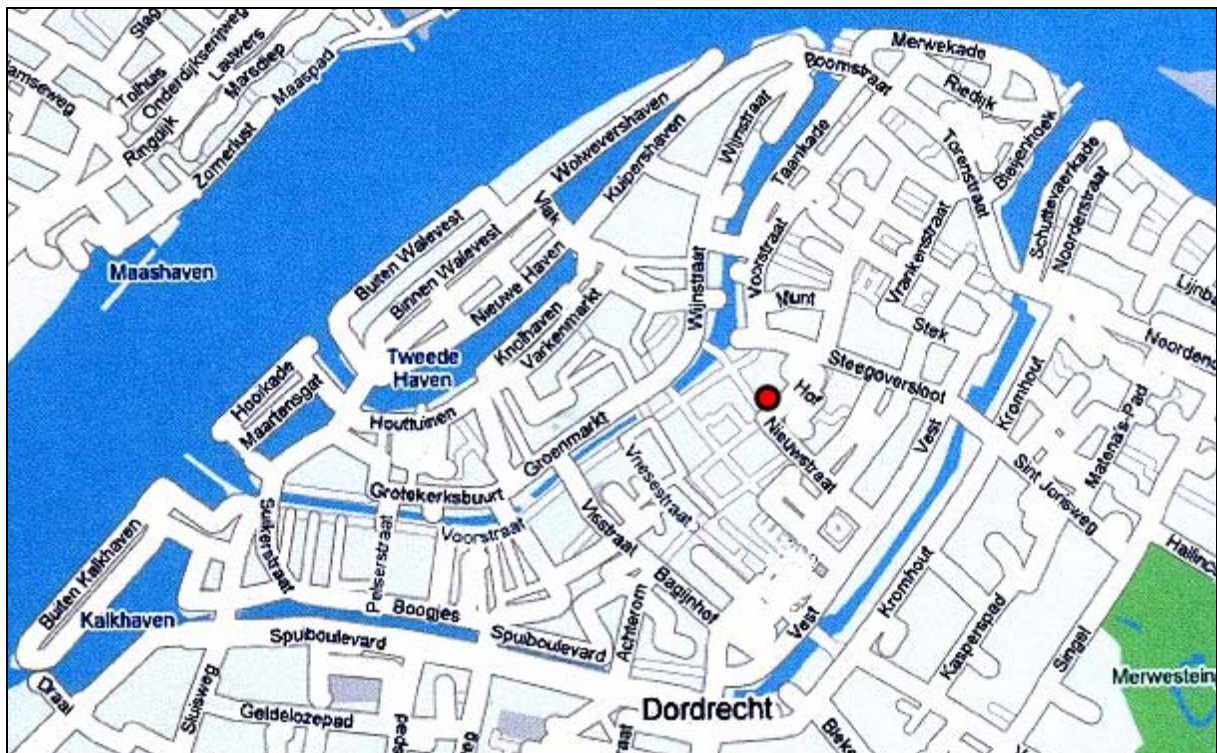 Slag
Lauwers
Onderdijkserijweg
Tolhuis
Marsdiep
Maaspad
Ringdijk
Zomerlust
Maashaven
Merwekade
Boomstraat
Riedijk
Wolwevershaven
Kuipershaven
Wijnstraat
Taankade
Torenstraat
Bleijenhoek
Schuttevaerkade
Noorderstraat
Vlak
Buiten Walevest
Binnen Walevest
Nieuwe Haven
Knolhaven
Varkenmarkt
Wijnstraat
Voorstraat
Munt
Vrankenstraat
Stek
Tweede
Haven
Steegoversloot
Hof
Nieuwstraat
Vest
Kromhout
Matena's-Pad
Sint Jorisweg
Hooikade
Maartensgat
Houttuinen
Groenmarkt
Vriesestraat
Grotekerksbuurt
Voorstraat
Visstraat
Suikerstraat
Pelserstraat
Boogjes
Bagijnhof
Achterom
Vest
Kromhout
Kasperspad
Singel
Merwestein
Buiten Kalkhaven
Kalkhaven
Spuiboulevard
Spuiboulevard
Draai
Sluisweg
Geldelozepad
Dordrecht